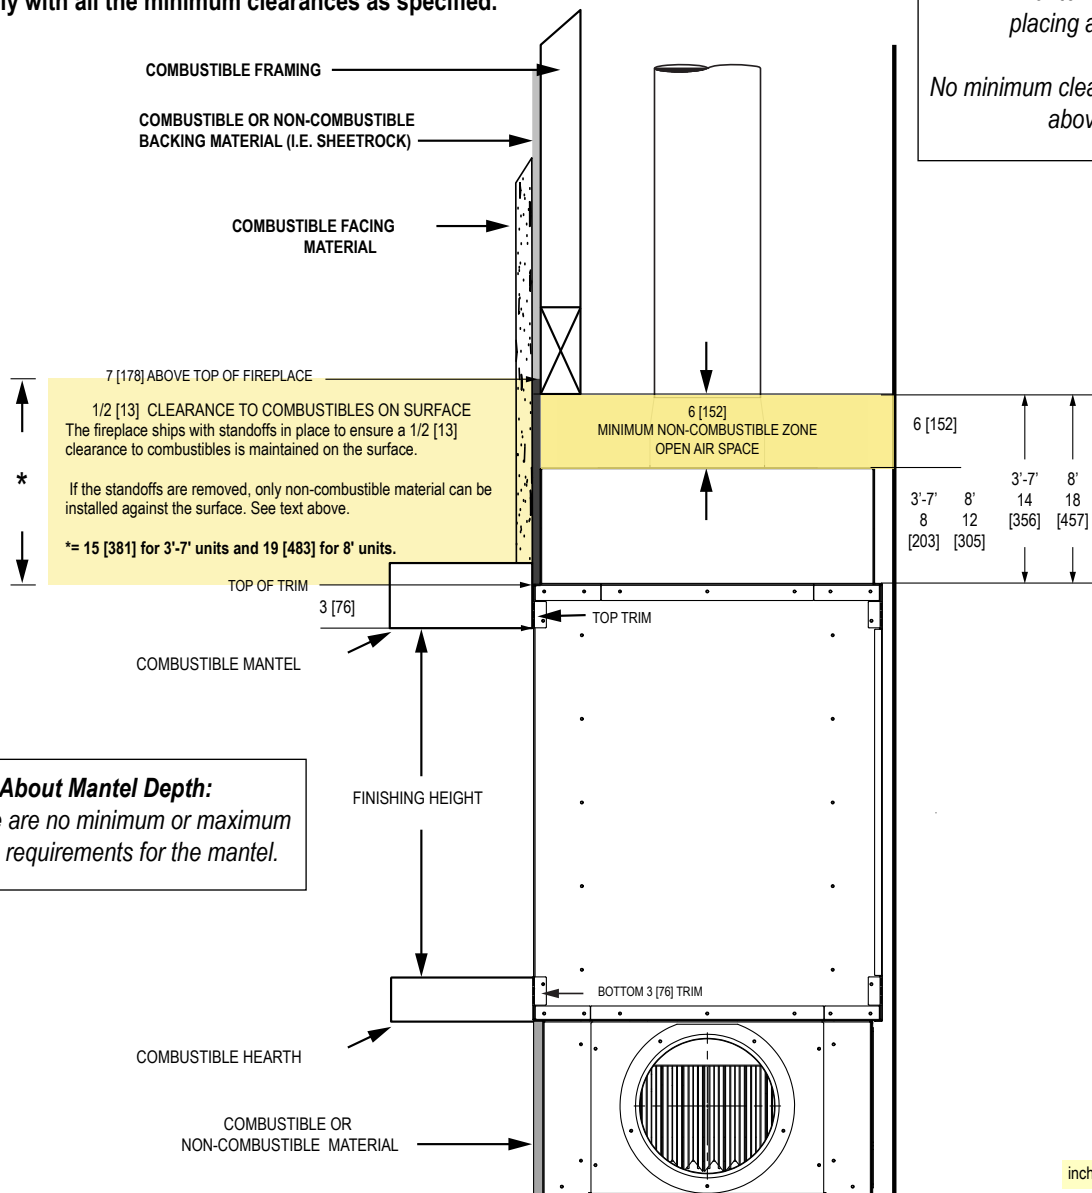 y with all the minimum clearances as specified.
placing a
No minimum clea
abov
COMBUSTIBLE FRAMING
COMBUSTIBLE OR NON-COMBUSTIBLE
BACKING MATERIAL (I.E. SHEETROCK)
COMBUSTIBLE FACING
MATERIAL
7 [178] ABOVE TOP OF FIREPLACE
1/2 [13] CLEARANCE TO COMBUSTIBLES ON SURFACE
The fireplace ships with standoffs in place to ensure a 1/2 [13]
clearance to combustibles is maintained on the surface.
If the standoffs are removed, only non-combustible material can be
installed against the surface. See text above.
*= 15 [381] for 3'-7' units and 19 [483] for 8' units.
*
6 [152]
MINIMUM NON-COMBUSTIBLE ZONE
OPEN AIR SPACE
6 [152]
3'-7'
8
[203]
8'
12
[305]
3'-7'
14
[356]
8'
18
[457]
TOP OF TRIM
3 [76]
TOP TRIM
COMBUSTIBLE MANTEL
About Mantel Depth:
e are no minimum or maximum
requirements for the mantel.
FINISHING HEIGHT
BOTTOM 3 [76] TRIM
COMBUSTIBLE HEARTH
COMBUSTIBLE OR
NON-COMBUSTIBLE MATERIAL
inch